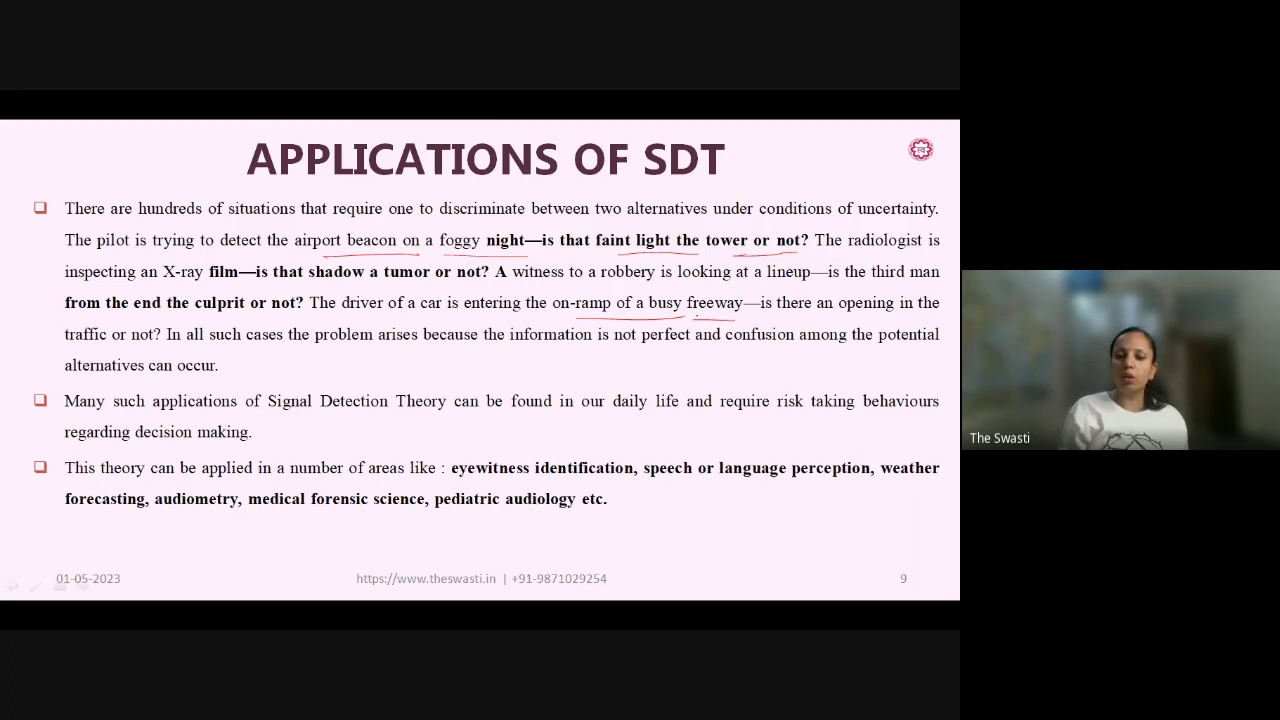 APPLICATIONS OF SDT
There are hundreds of situations that require one to discriminate between two alternatives under conditions of uncertainty.
The pilot is trying to detect the airport beacon on a foggy night—is that faint light the tower or not? The radiologist is
inspecting an X-ray film—is that shadow a tumor or not? A witness to a robbery is looking at a lineup—is the third man
from the end the culprit or not? The driver of a car is entering the on-ramp of a busy freeway—is there an opening in the
traffic or not? In all such cases the problem arises because the information is not perfect and confusion among the potential
alternatives can occur.
Many such applications of Signal Detection Theory can be found in our daily life and require risk taking behaviours
regarding decision making.
This theory can be applied in a number of areas like : eyewitness identification, speech or language perception, weather
forecasting, audiometry, medical forensic science, pediatric audiology etc.
01-05-2023 https://www.theswasti.in | +91-9871029254 9
The Swasti